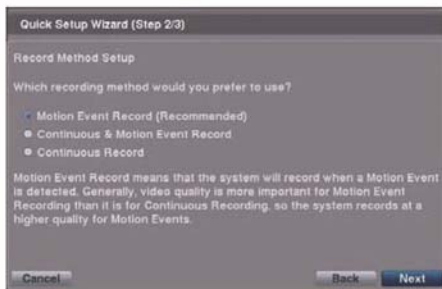 Quick Setup Wizard (Step 2/3)
Record Method Setup
Which recording method would you prefer to use?
Motion Event Record (Recommended)
Continuous & Motion Event Record
Continuous Record
Motion Event Record means that the system will record when a Motion Event
is detected. Generally, video quality is more important for Motion Event
Recording than it is for Continuous Recording, so the system records at a
higher quality for Motion Events.
Cancel Back Next